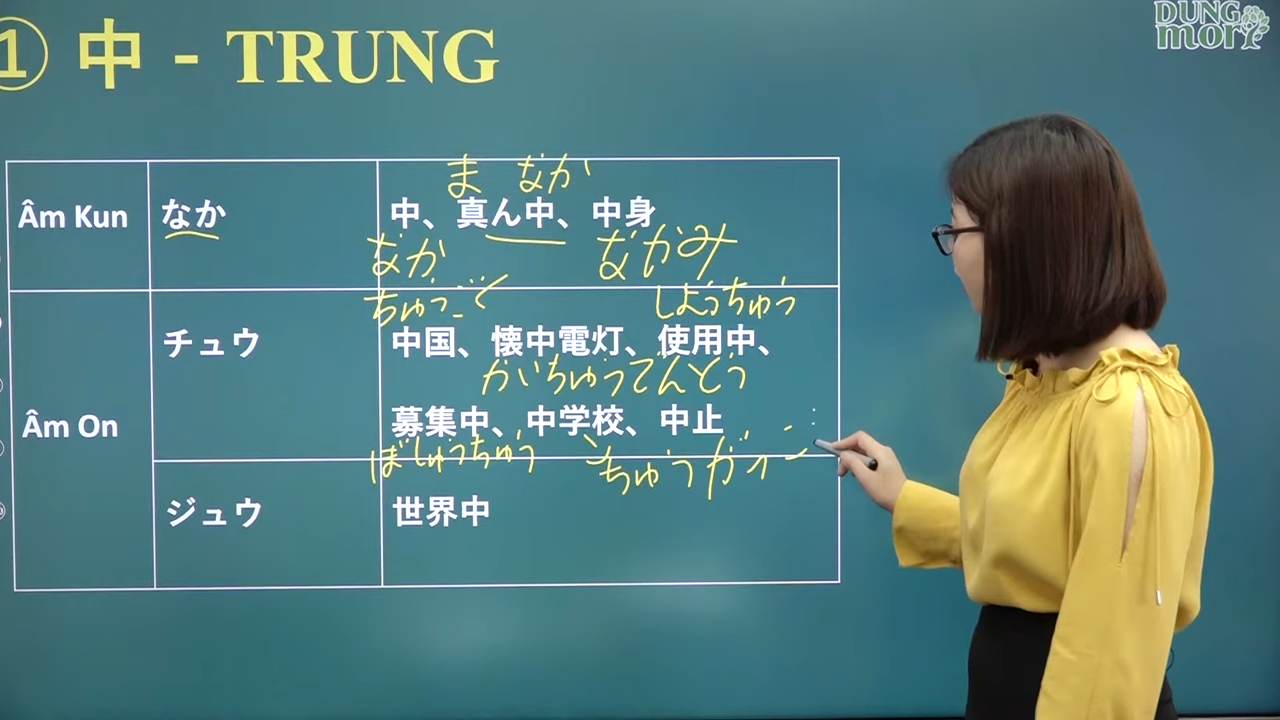 ① 中 - TRUNG
DUNG
mori
ま なか
Âm Kun
なか
中、真ん中、中身
なか なかみ
ちゅうごく しようちゅう
チュウ
中国、懐中電灯、使用中、
かいちゅうでんとう
Âm On
募集中、中学校、中止
ぼしゅうちゅう ちゅうがっこ
ジュウ
世界中